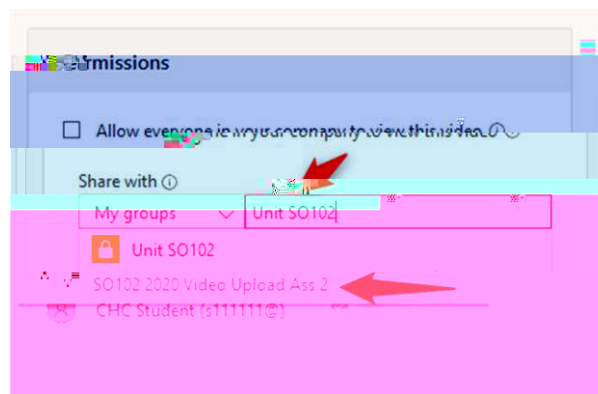 Permissions
Allow everyone in your company to view this video
Share with
My groups Unit SO102
Unit SO102
SO102 2020 Video Upload Ass 2
CHC Student (s111111@)